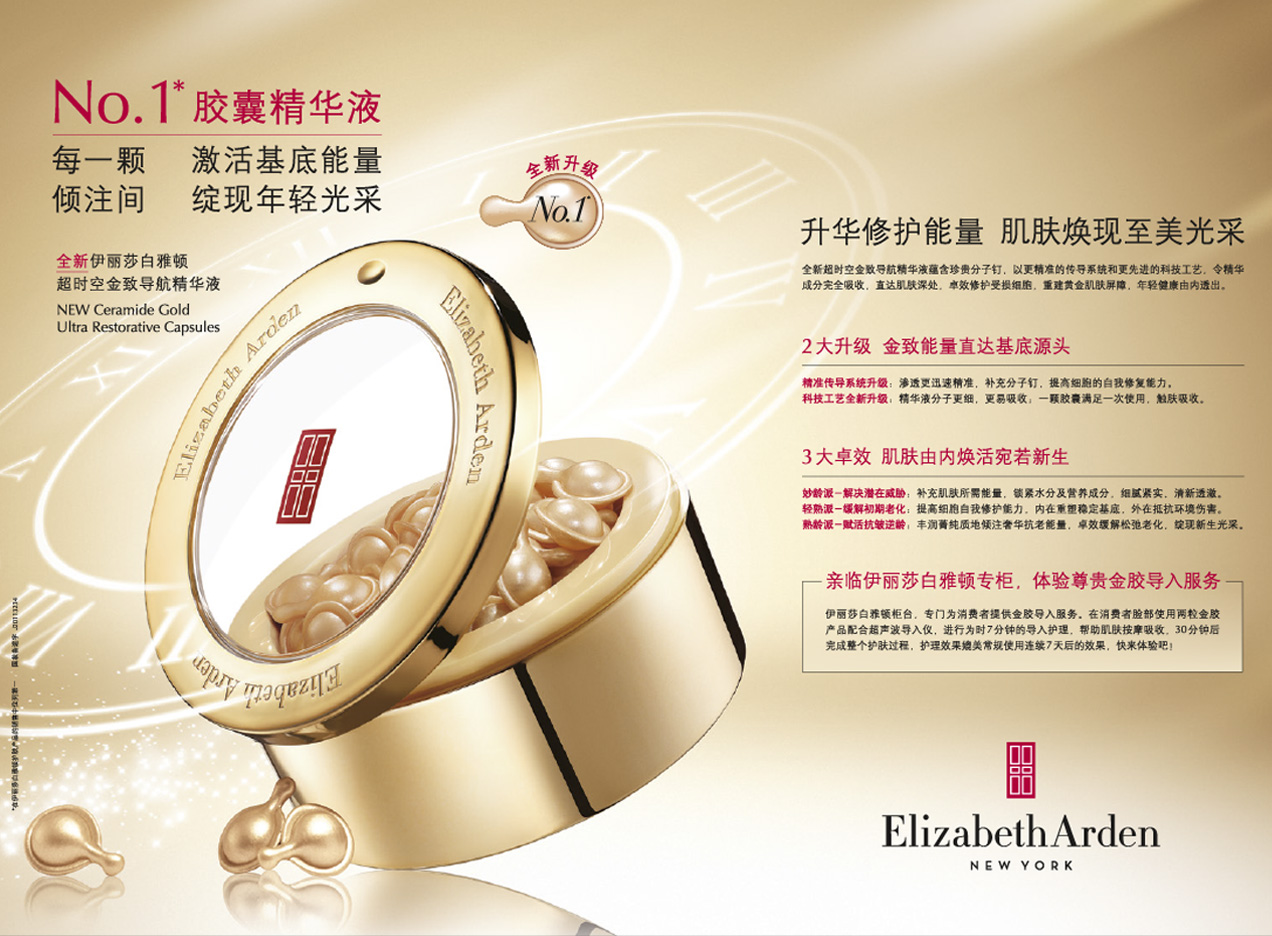 No.1* 胶囊精华液
每一颗 激活基底能量
倾注间 绽现年轻光采
全新伊丽莎白雅顿
超时空金致导航精华液
NEW Ceramide Gold
Ultra Restorative Capsules
全新升级
No.1*
Elizabeth Arden
Elizabeth Arden
Elizabeth Arden
升华修护能量 肌肤焕现至美光采
全新超时空金致导航精华液蕴含珍贵分子钉，以更精准的传导系统和更先进的科技工艺，令精华
成分完全吸收，直达肌肤深处，卓效修护受损细胞，重建黄金肌肤屏障，年轻健康由内透出。
2大升级 金致能量直达基底源头
精准传导系统升级：渗透更迅速精准，补充分子钉，提高细胞的自我修复能力。
科技工艺全新升级：精华液分子更细，更易吸收；一颗胶囊满足一次使用，触肤吸收。
3大卓效 肌肤由内焕活宛若新生
妙龄派－解决潜在威胁：补充肌肤所需能量，锁紧水分及营养成分，细腻紧实，清新透澈。
轻熟派－缓解初期老化：提高细胞自我修护能力，内在重塑稳定基底，外在抵抗环境伤害。
熟龄派－赋活抗皱逆龄：丰润菁纯质地倾注奢华抗老能量，卓效缓解松弛老化，绽现新生光采。
亲临伊丽莎白雅顿专柜，体验尊贵金胶导入服务
伊丽莎白雅顿柜台，专门为消费者提供金胶导入服务。在消费者脸部使用两粒金胶
产品配合超声波导入仪，进行为时7分钟的导入护理，帮助肌肤按摩吸收，30分钟后
完成整个护肤过程，护理效果媲美常规使用连续7天后的效果，快来体验吧！
Elizabeth Arden
NEW YORK